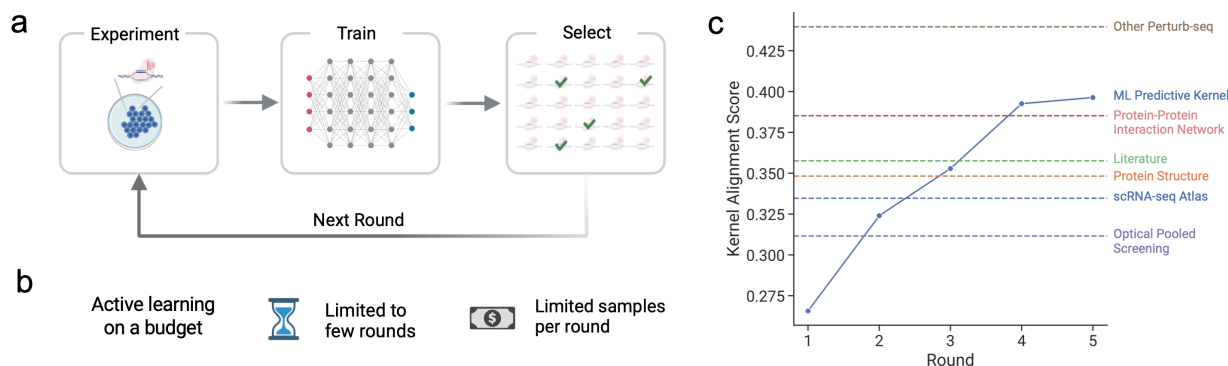 a
Experiment
Train
Select
Next Round
b
Active learning
on a budget
Limited to
few rounds
$
Limited samples
per round
c
Kernel Alignment Score
0.425
0.400
0.375
0.350
0.325
0.300
0.275
1
2
3
4
5
Round
Other Perturb-seq
ML Predictive Kernel
Protein-Protein
Interaction Network
Literature
Protein Structure
scRNA-seq Atlas
Optical Pooled
Screening